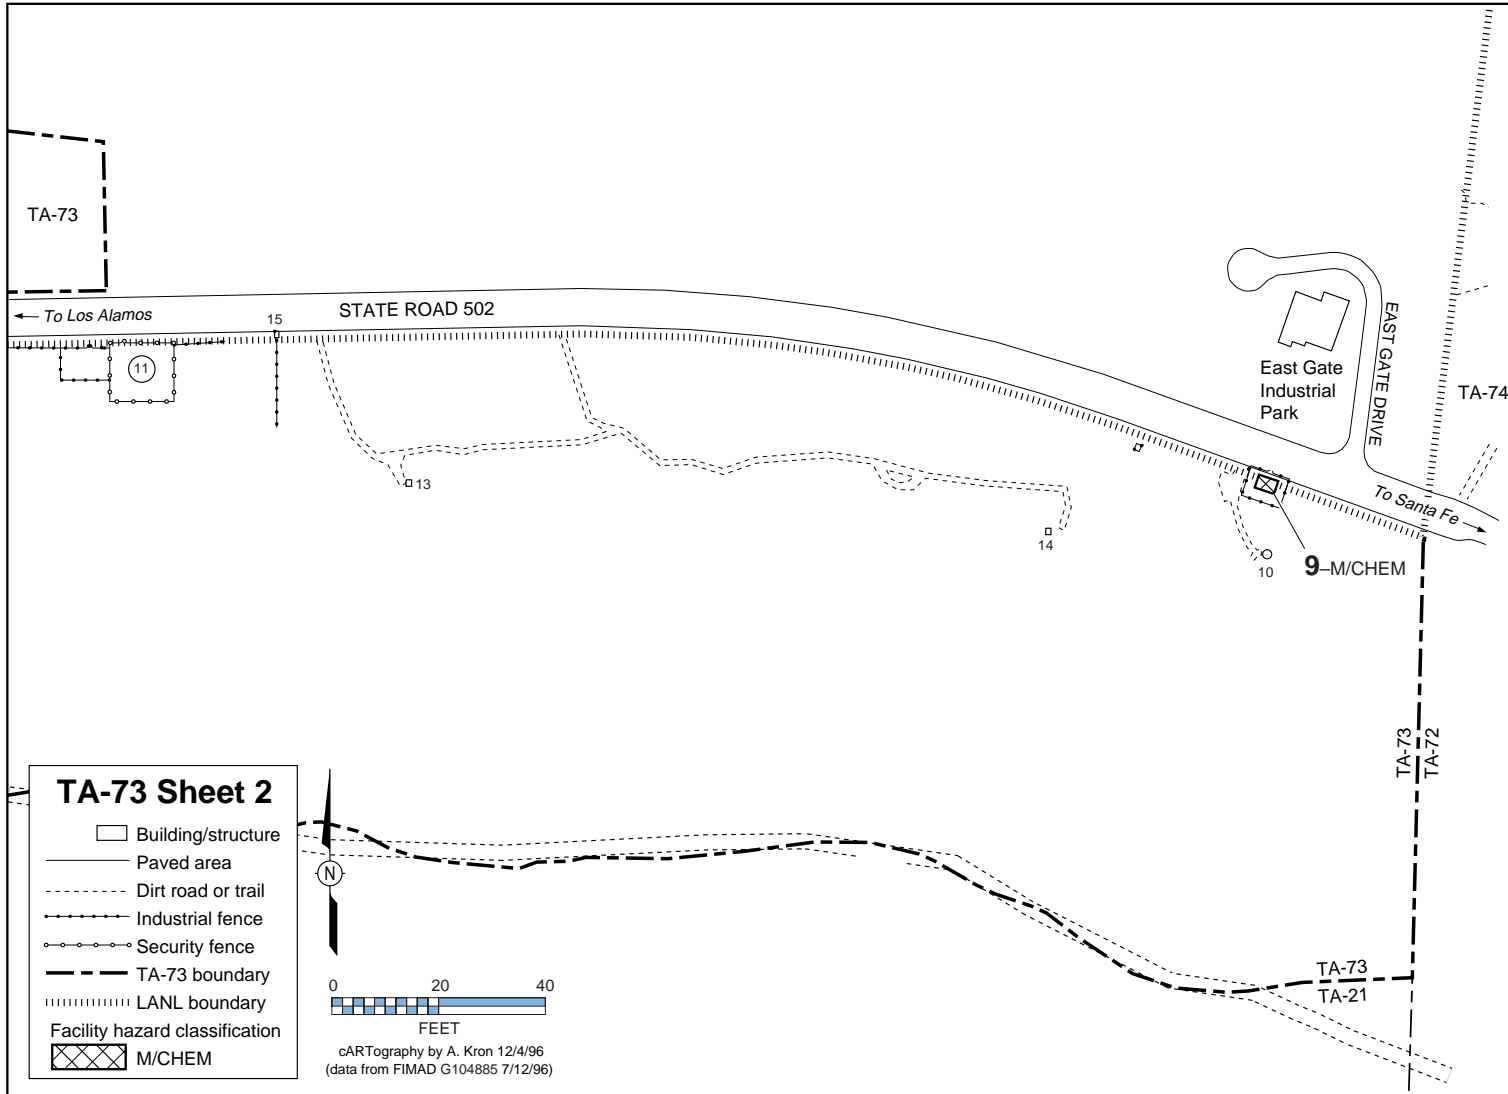 TA-73
To Los Alamos
15
STATE ROAD 502
11
EAST GATE DRIVE
East Gate
Industrial
Park
TA-74
13
To Santa Fe
14
10
9–M/CHEM
TA-73
TA-72
TA-73 Sheet 2
Building/structure
Paved area
Dirt road or trail
Industrial fence
Security fence
TA-73 boundary
LANL boundary
Facility hazard classification
M/CHEM
N
0 20 40
FEET
cARTography by A. Kron 12/4/96
(data from FIMAD G104885 7/12/96)
TA-73
TA-21